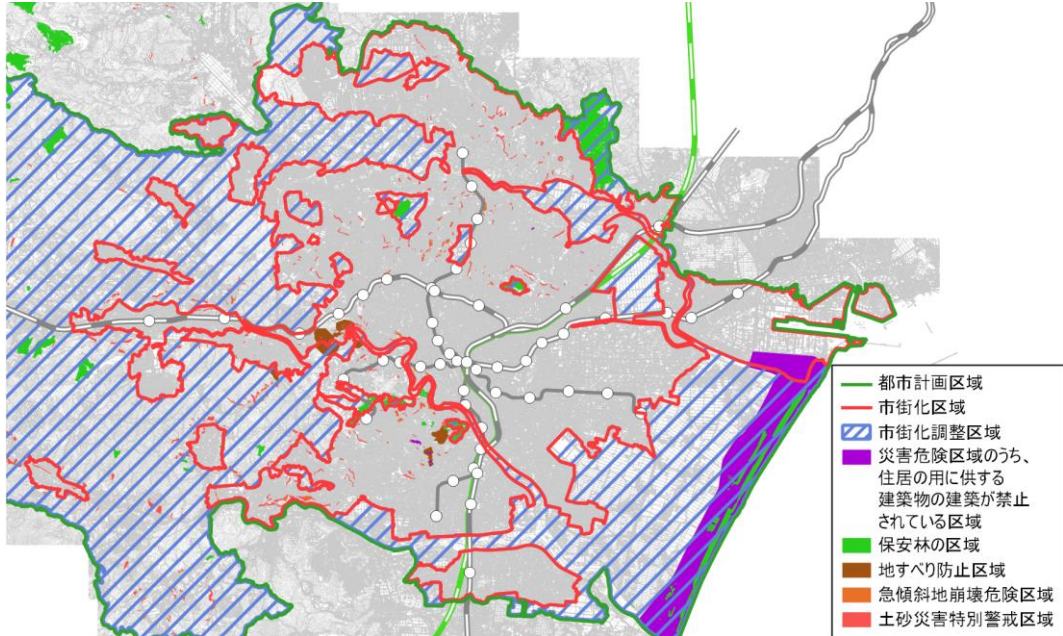 都市計画区域
市街化区域
市街化調整区域
災害危険区域のうち、
住居の用に供する
建築物の建築が禁止
されている区域
保安林の区域
地すべり防止区域
急傾斜地崩壊危険区域
土砂災害特別警戒区域